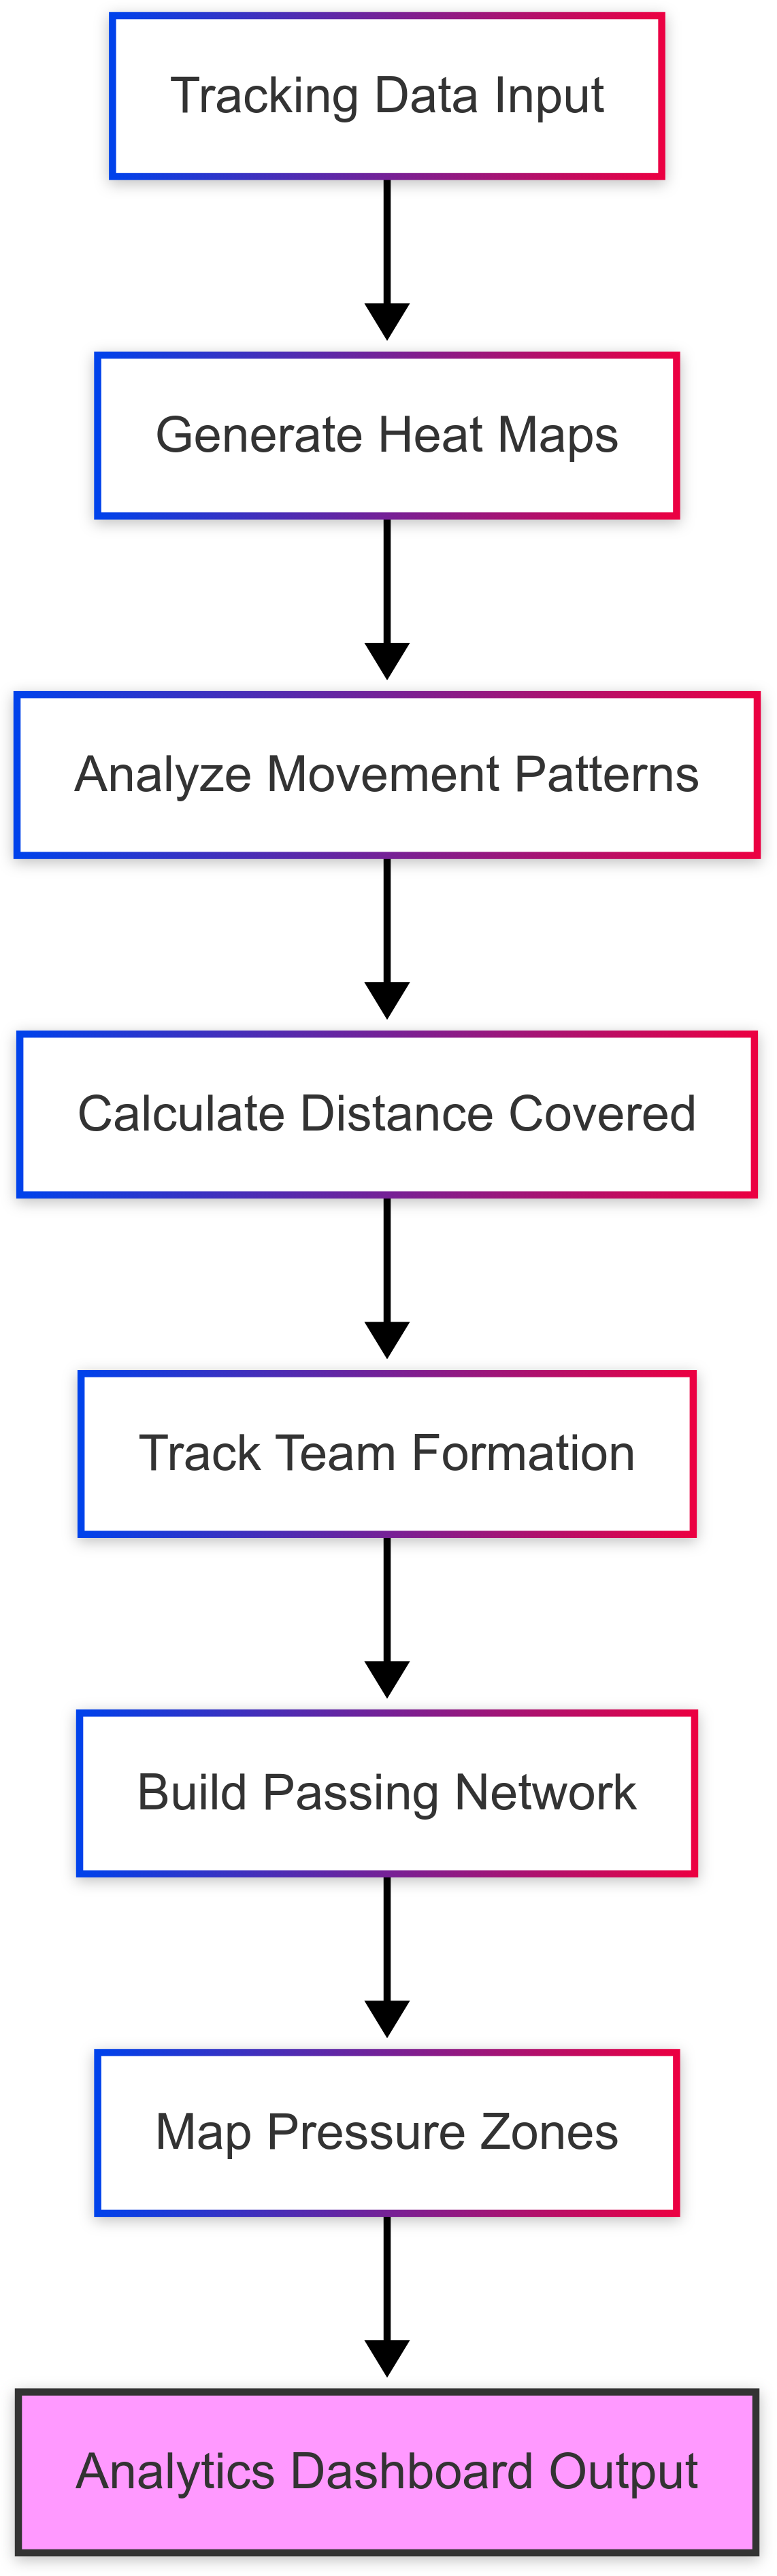 Tracking Data Input
Generate Heat Maps
Analyze Movement Patterns
Calculate Distance Covered
Track Team Formation
Build Passing Network
Map Pressure Zones
Analytics Dashboard Output